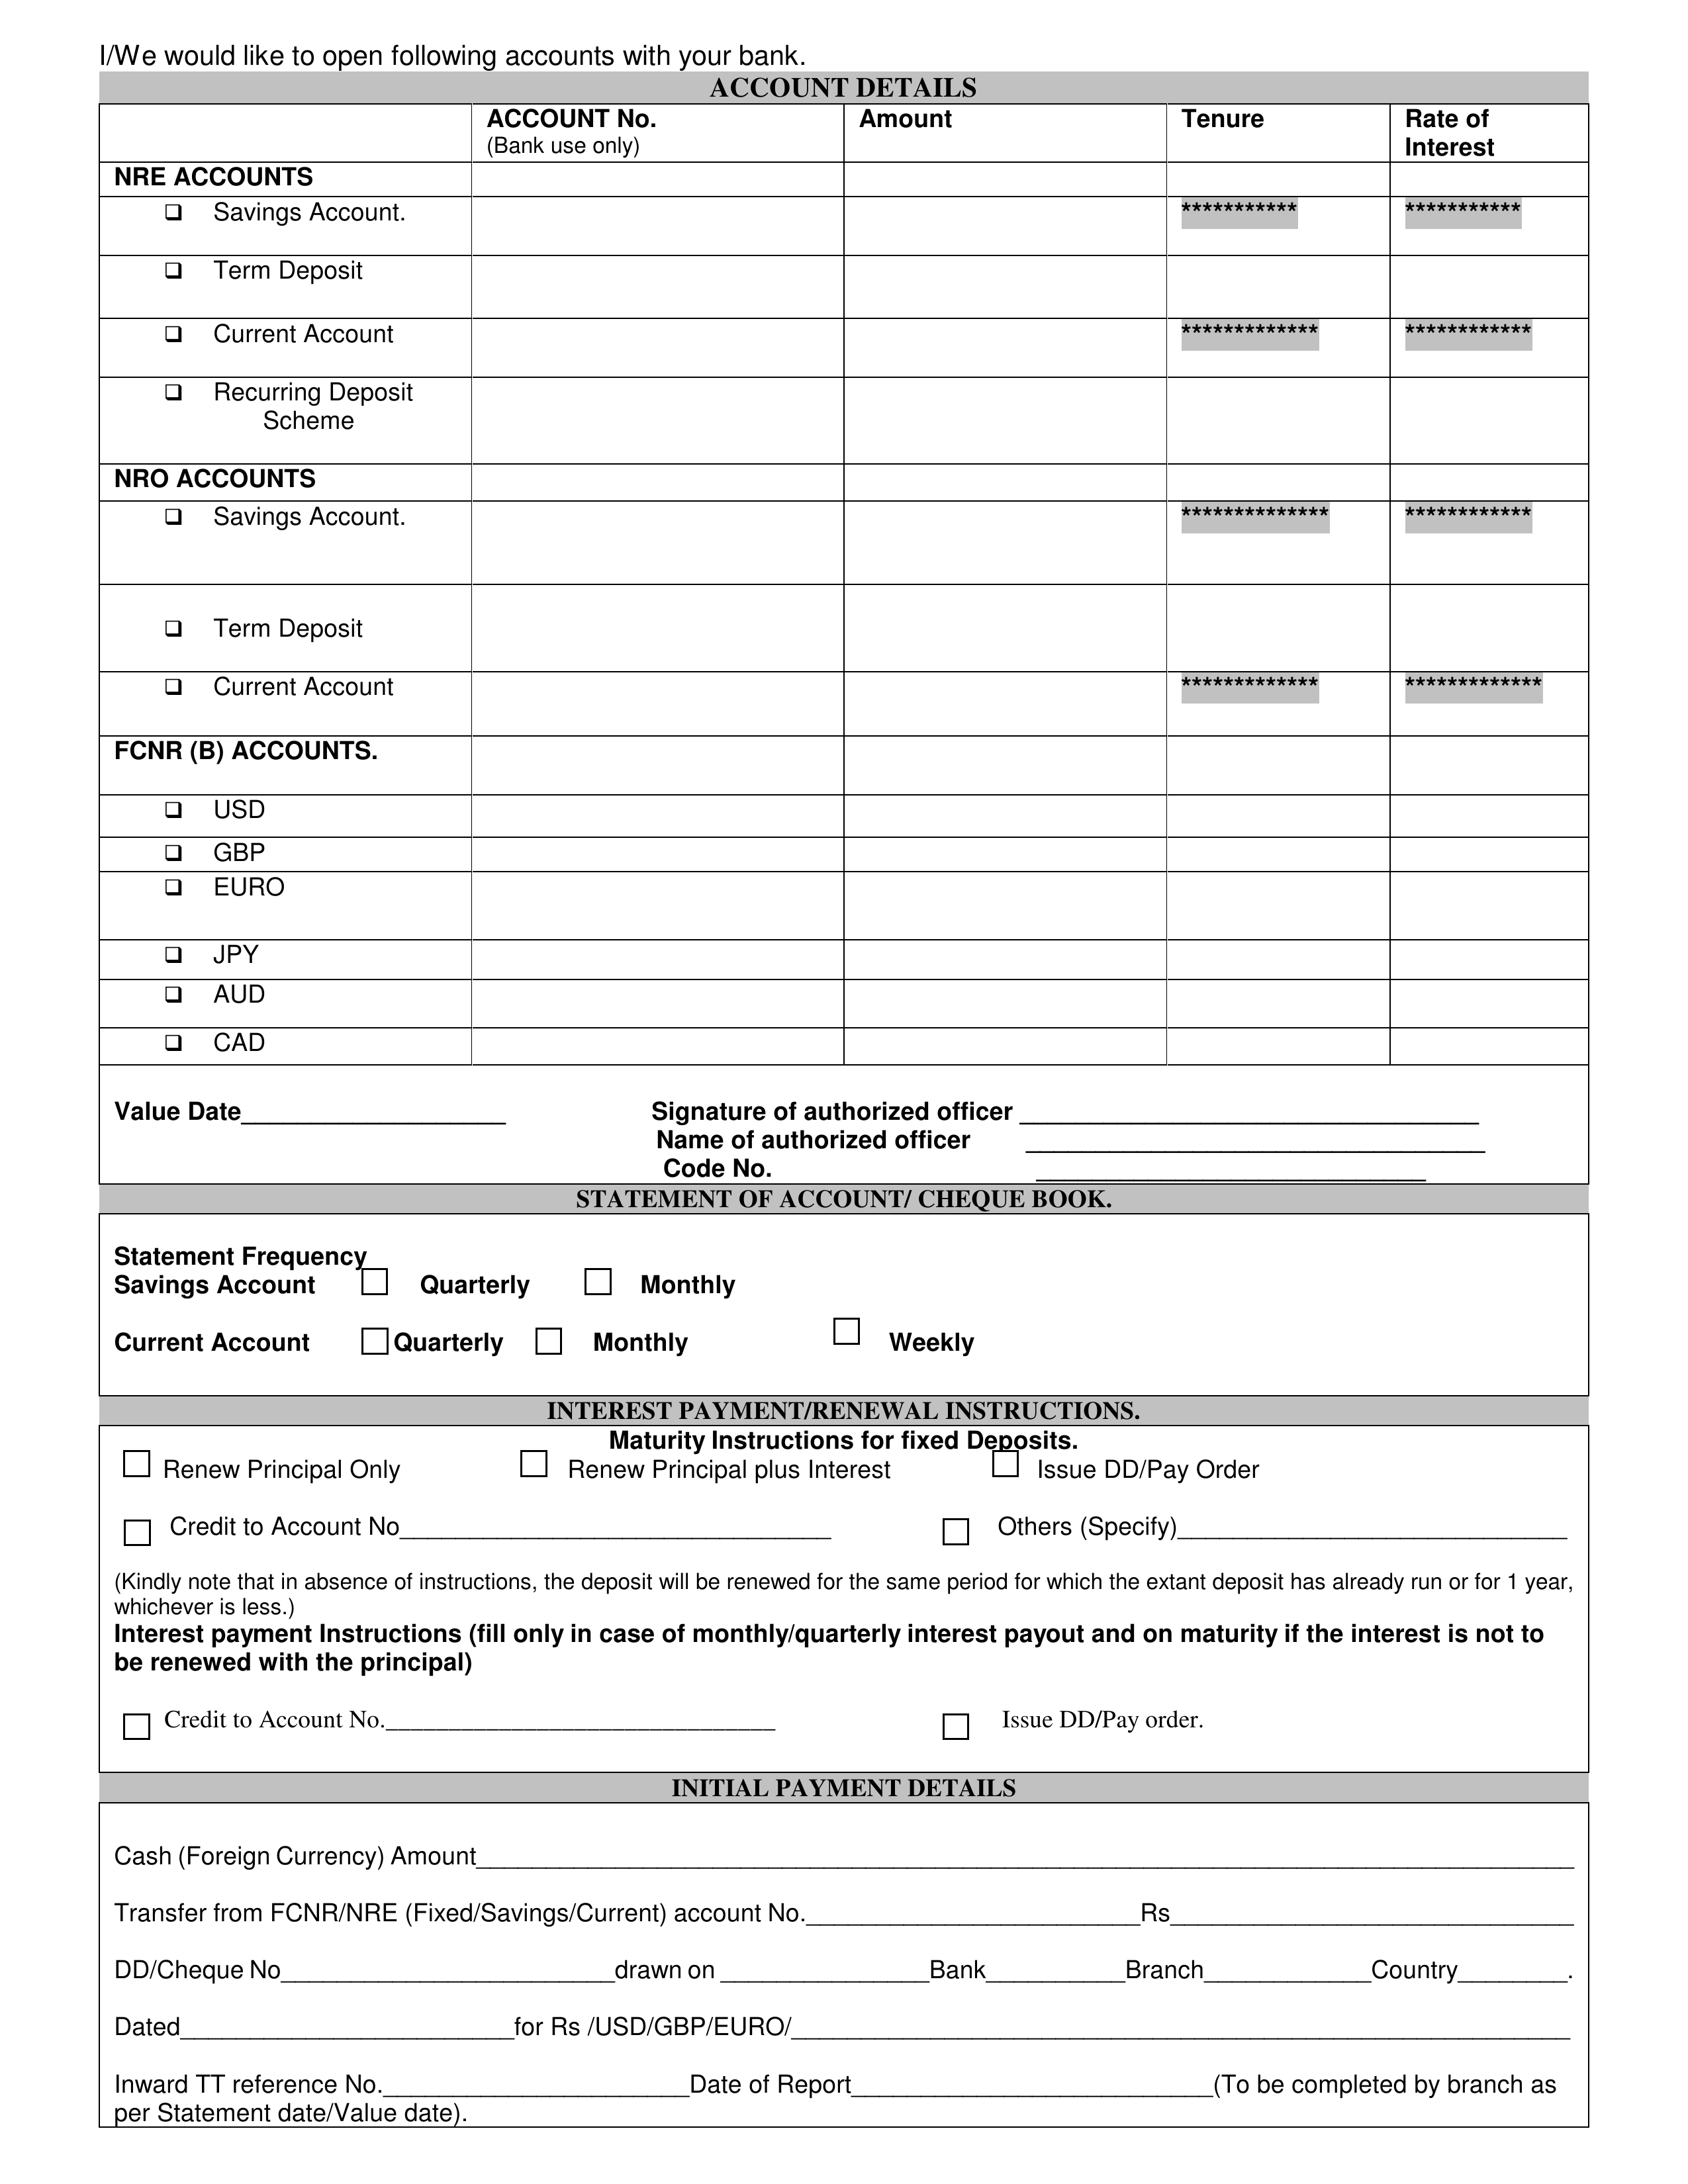 I/We would like to open following accounts with your bank.
ACCOUNT DETAILS
ACCOUNT No. Amount Tenure Rate of
(Bank use only) Interest
NRE ACCOUNTS
❑ Savings Account. *********** ***********
❑ Term Deposit
❑ Current Account ************* ************
❑ Recurring Deposit
Scheme
NRO ACCOUNTS
❑ Savings Account. ************** ************
❑ Term Deposit
❑ Current Account ************* *************
FCNR (B) ACCOUNTS.
❑ USD
❑ GBP
❑ EURO
❑ JPY
❑ AUD
❑ CAD
Value Date___________________ Signature of authorized officer _________________________________
Name of authorized officer _________________________________
Code No. ____________________________
STATEMENT OF ACCOUNT/ CHEQUE BOOK.
Statement Frequency
Savings Account Quarterly Monthly
Current Account Quarterly Monthly Weekly
INTEREST PAYMENT/RENEWAL INSTRUCTIONS.
Maturity Instructions for fixed Deposits.
Renew Principal Only Renew Principal plus Interest Issue DD/Pay Order
Credit to Account No_______________________________ Others (Specify)____________________________
(Kindly note that in absence of instructions, the deposit will be renewed for the same period for which the extant deposit has already run or for 1 year,
whichever is less.)
Interest payment Instructions (fill only in case of monthly/quarterly interest payout and on maturity if the interest is not to
be renewed with the principal)
Credit to Account No.______________________________ Issue DD/Pay order.
INITIAL PAYMENT DETAILS
Cash (Foreign Currency) Amount_______________________________________________________________________________
Transfer from FCNR/NRE (Fixed/Savings/Current) account No.________________________Rs_____________________________
DD/Cheque No________________________drawn on _______________Bank__________Branch____________Country________.
Dated________________________for Rs /USD/GBP/EURO/________________________________________________________
Inward TT reference No.______________________Date of Report__________________________(To be completed by branch as
per Statement date/Value date).